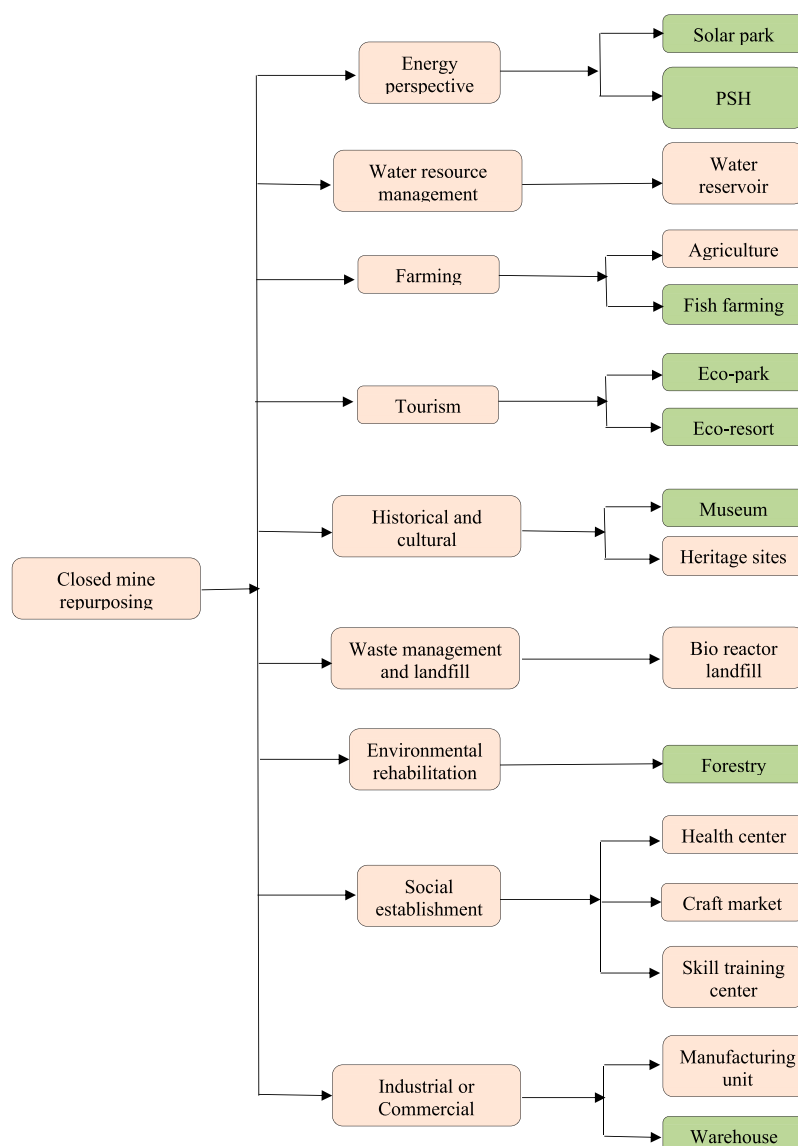 Closed mine
repurposing
Energy
perspective
Solar park
PSH
Water resource
management
Water
reservoir
Farming
Agriculture
Fish farming
Tourism
Eco-park
Eco-resort
Historical and
cultural
Museum
Heritage sites
Waste management
and landfill
Bio reactor
landfill
Environmental
rehabilitation
Forestry
Social
establishment
Health center
Craft market
Skill training
center
Industrial or
Commercial
Manufacturing
unit
Warehouse